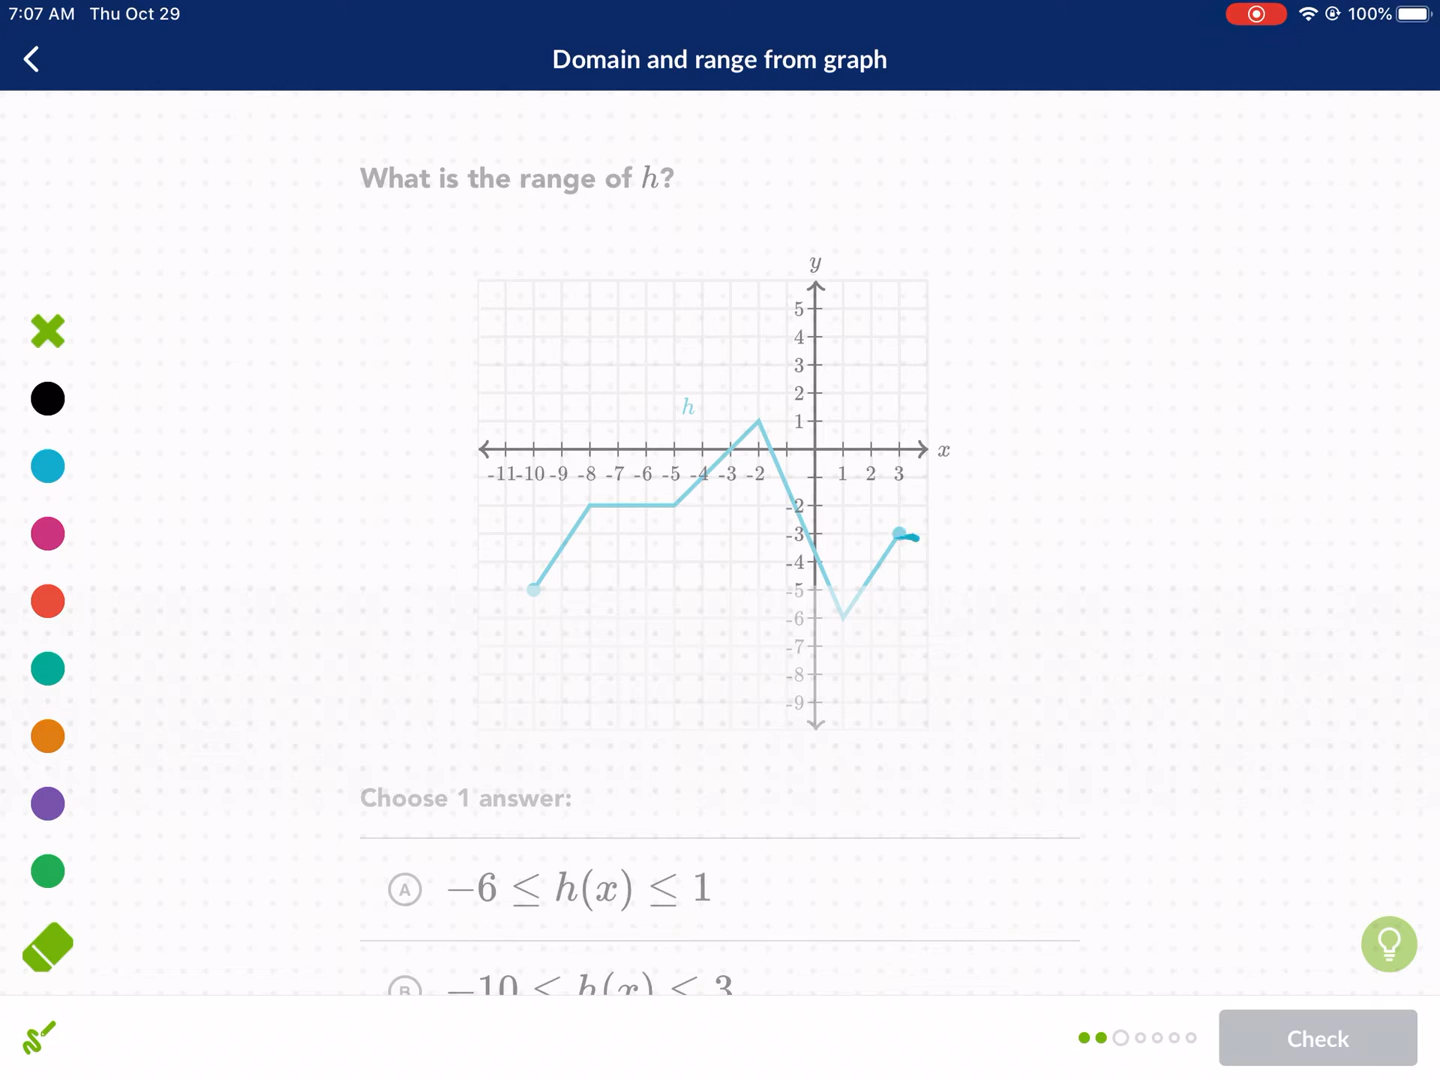 7:07 AM Thu Oct 29
100%
Domain and range from graph
What is the range of h?
y
5
4
3
2
1
h
x
-11 -10 -9 -8 -7 -6 -5 -4 -3 -2 1 2 3
-2
-3
-4
-5
-6
-7
-8
-9
Choose 1 answer:
A −6 ≤ h(x) ≤ 1
B −10 ≤ h(x) ≤ 3
Check